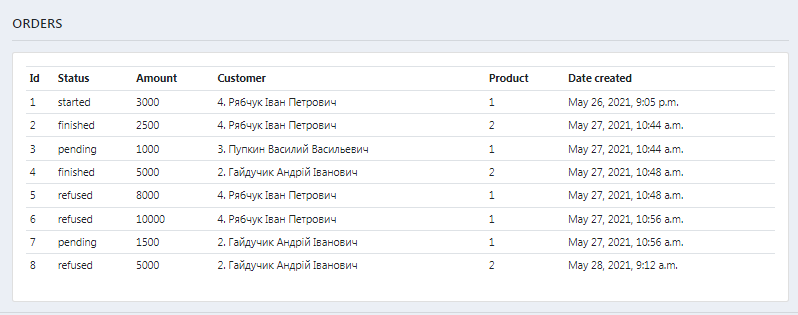 ORDERS
Id Status Amount Customer Product Date created
1 started 3000 4. Рябчук Іван Петрович 1 May 26, 2021, 9:05 p.m.
2 finished 2500 4. Рябчук Іван Петрович 2 May 27, 2021, 10:44 a.m.
3 pending 1000 3. Пупкин Василий Васильевич 1 May 27, 2021, 10:44 a.m.
4 finished 5000 2. Гайдучик Андрій Іванович 2 May 27, 2021, 10:48 a.m.
5 refused 8000 4. Рябчук Іван Петрович 1 May 27, 2021, 10:48 a.m.
6 refused 10000 4. Рябчук Іван Петрович 1 May 27, 2021, 10:56 a.m.
7 pending 1500 2. Гайдучик Андрій Іванович 1 May 27, 2021, 10:56 a.m.
8 refused 5000 2. Гайдучик Андрій Іванович 2 May 28, 2021, 9:12 a.m.